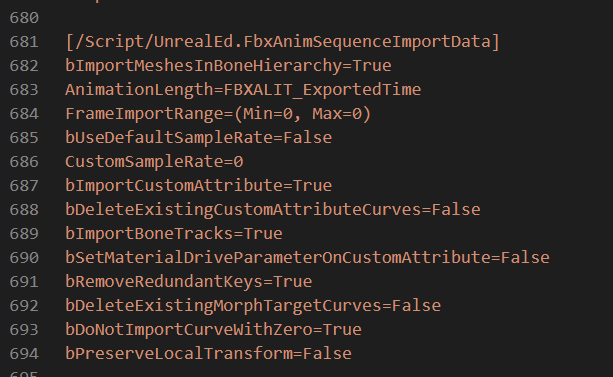 680
681 [/Script/UnrealEd.FbxAnimSequenceImportData]
682 bImportMeshesInBoneHierarchy=True
683 AnimationLength=FBXALIT_ExportedTime
684 FrameImportRange=(Min=0, Max=0)
685 bUseDefaultSampleRate=False
686 CustomSampleRate=0
687 bImportCustomAttribute=True
688 bDeleteExistingCustomAttributeCurves=False
689 bImportBoneTracks=True
690 bSetMaterialDriveParameterOnCustomAttribute=False
691 bRemoveRedundantKeys=True
692 bDeleteExistingMorphTargetCurves=False
693 bDoNotImportCurveWithZero=True
694 bPreserveLocalTransform=False